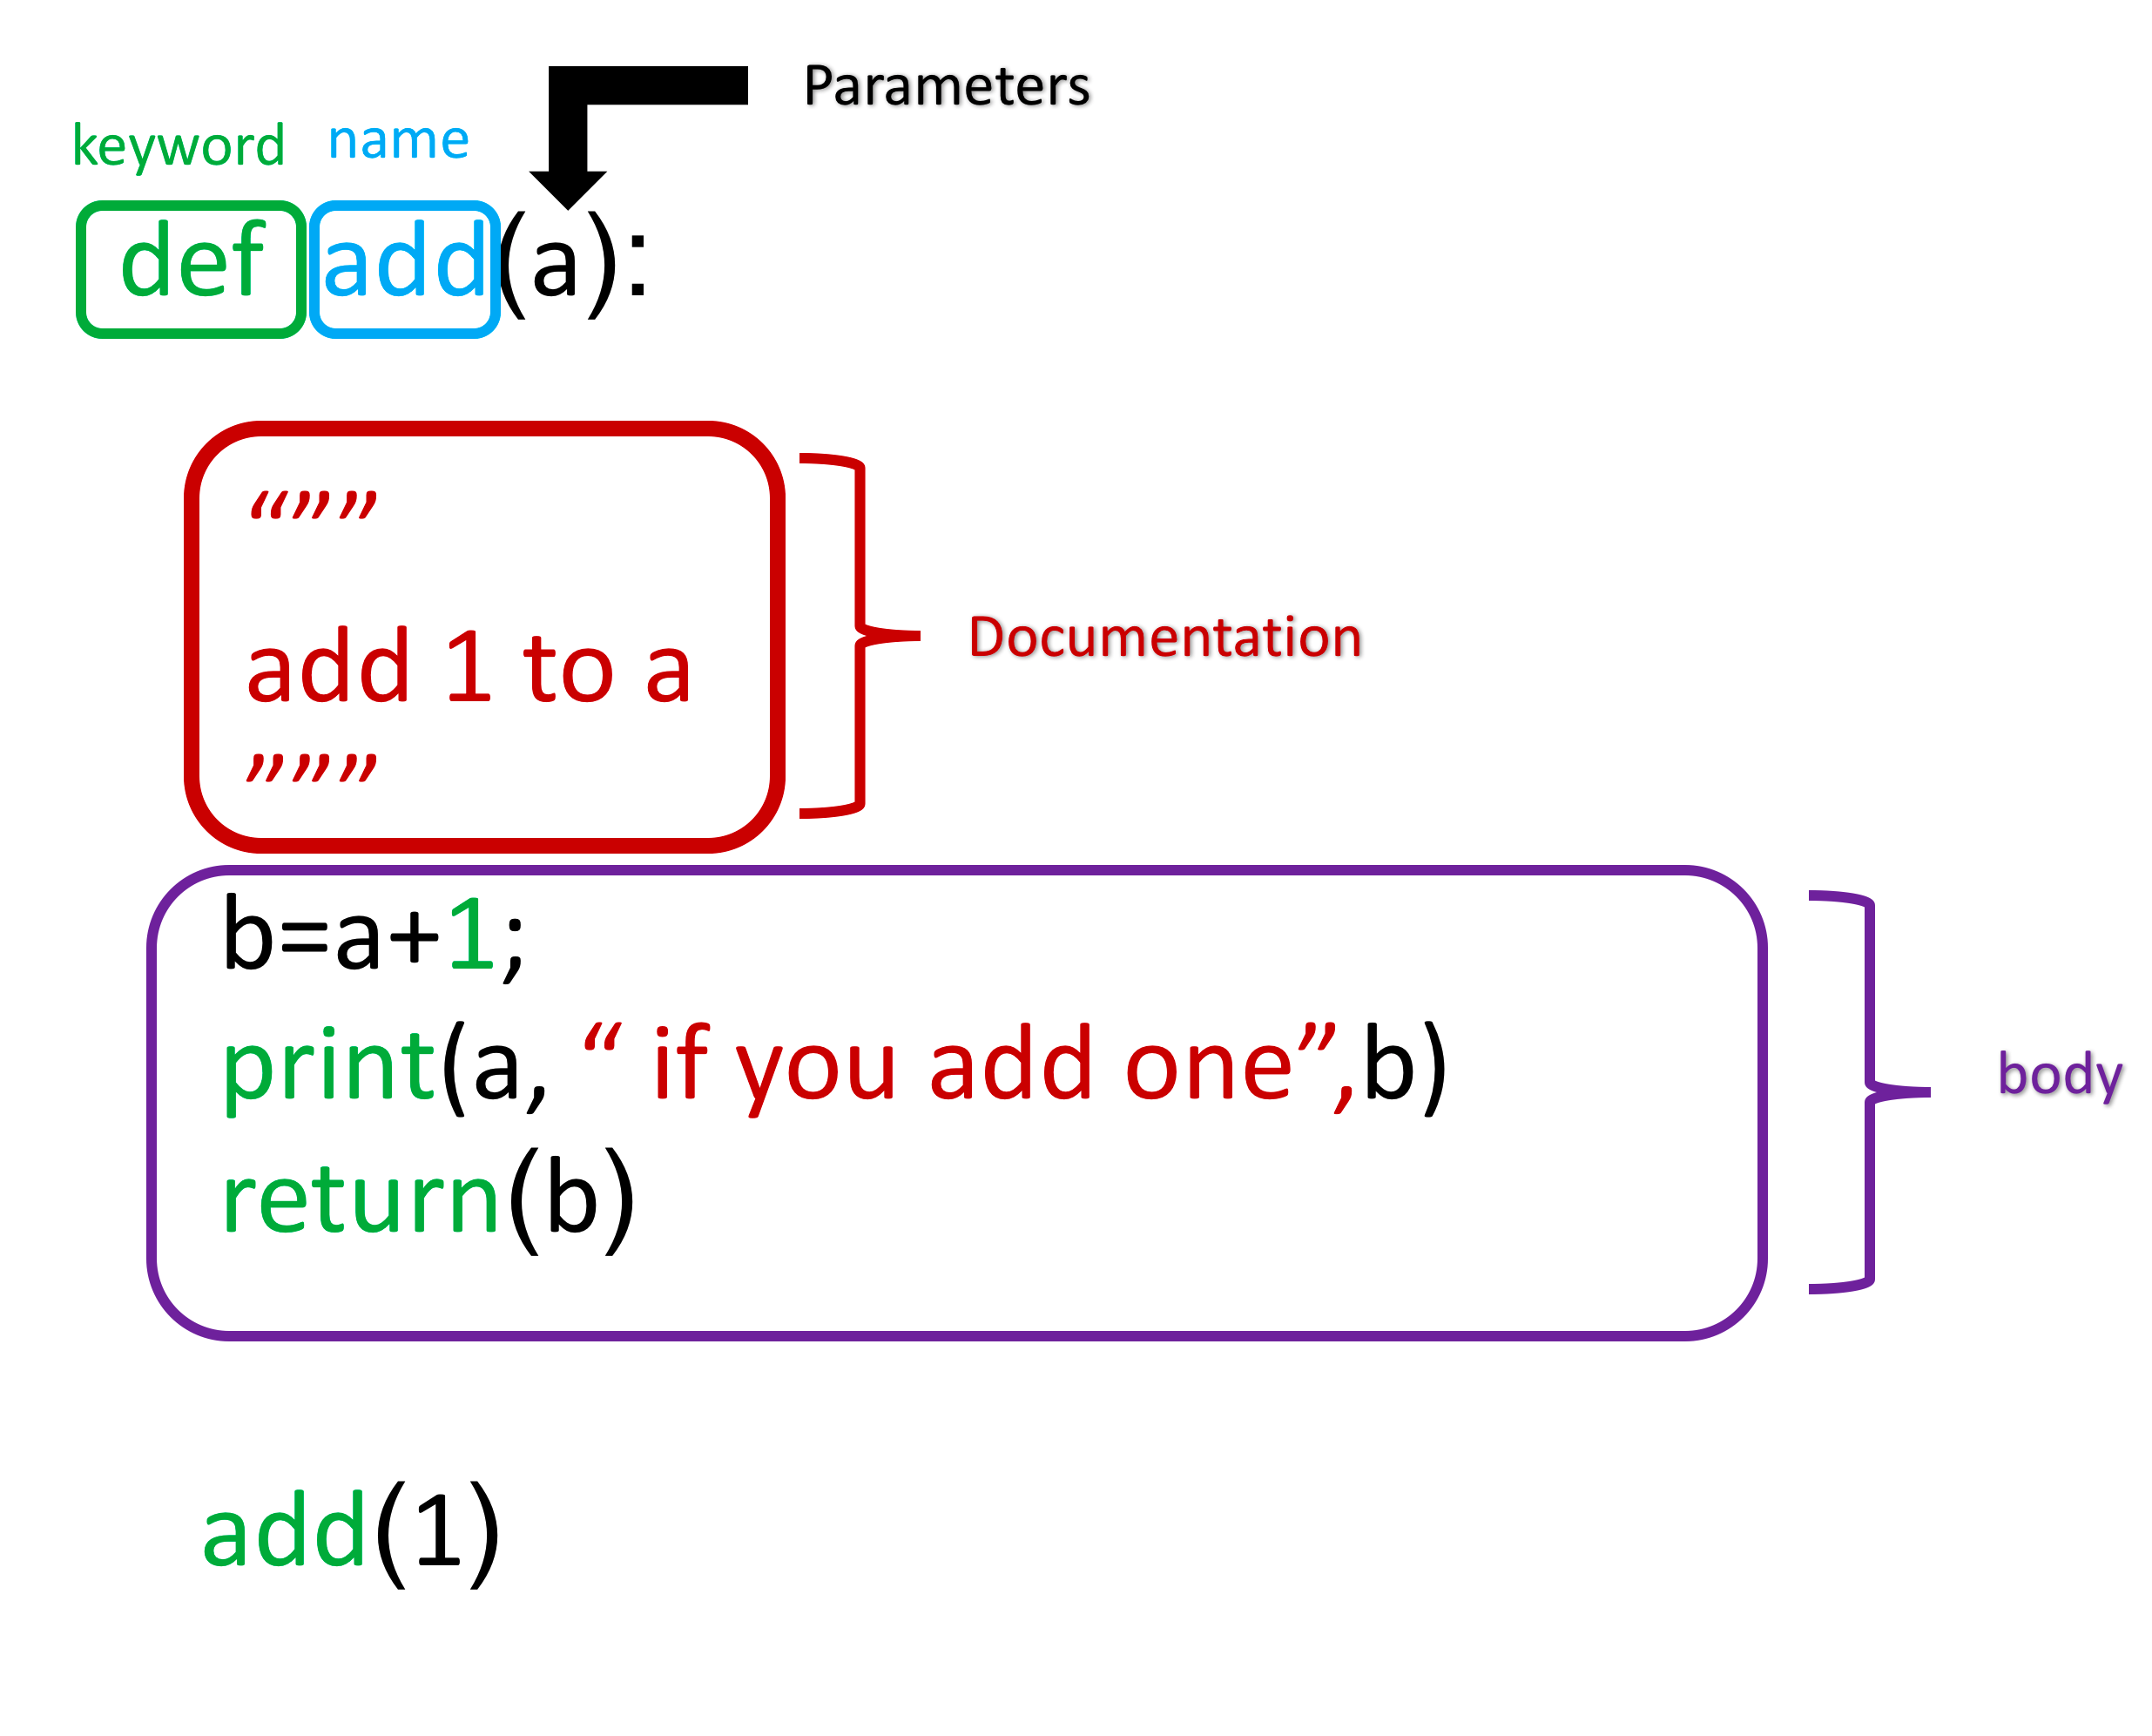 Parameters
keyword name
def add(a):
“””
add 1 to a
”””
Documentation
b=a+1;
print(a, “ if you add one”,b)
return(b)
body
add(1)